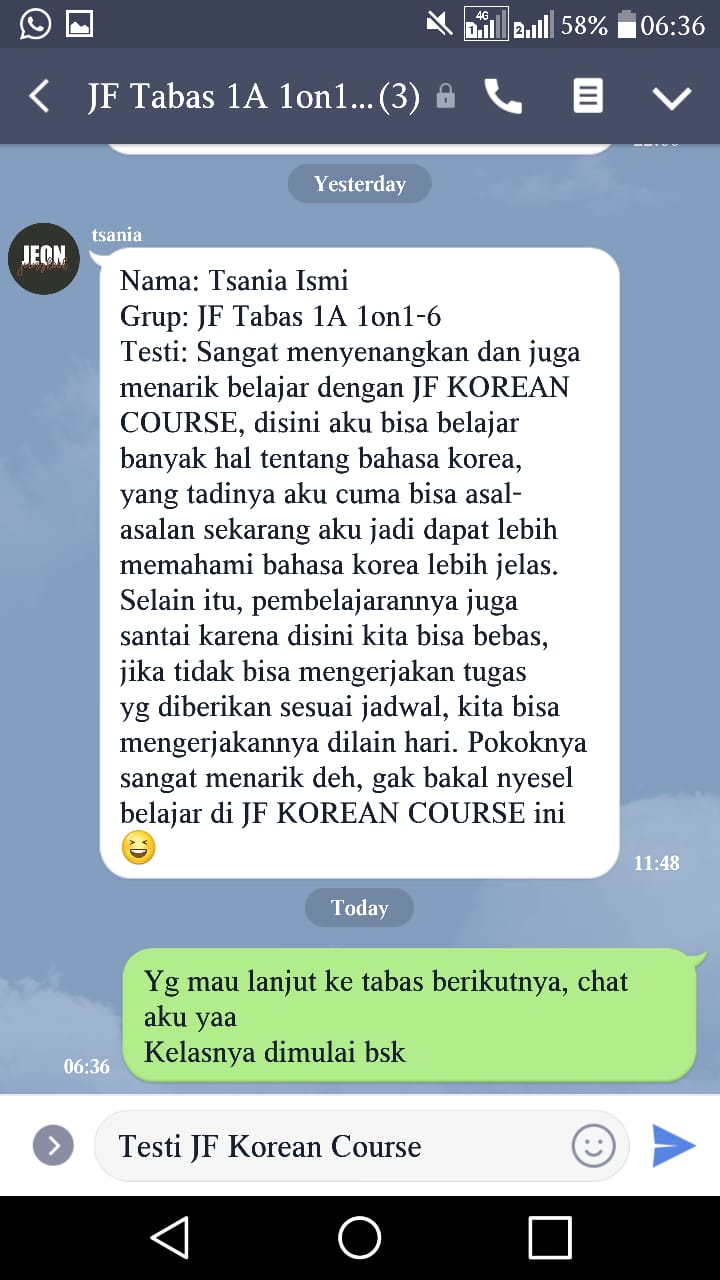 4G
1
2
58%
06:36
JF Tabas 1A 1on1...(3)
Yesterday
tsania
JEON
Nama: Tsania Ismi
Grup: JF Tabas 1A 1on1-6
Testi: Sangat menyenangkan dan juga
menarik belajar dengan JF KOREAN
COURSE, disini aku bisa belajar
banyak hal tentang bahasa korea,
yang tadinya aku cuma bisa asal-
asalan sekarang aku jadi dapat lebih
memahami bahasa korea lebih jelas.
Selain itu, pembelajarannya juga
santai karena disini kita bisa bebas,
jika tidak bisa mengerjakan tugas
yg diberikan sesuai jadwal, kita bisa
mengerjakannya dilain hari. Pokoknya
sangat menarik deh, gak bakal nyesel
belajar di JF KOREAN COURSE ini
😆
11:48
Today
Yg mau lanjut ke tabas berikutnya, chat
aku yaa
Kelasnya dimulai bsk
06:36
Testi JF Korean Course